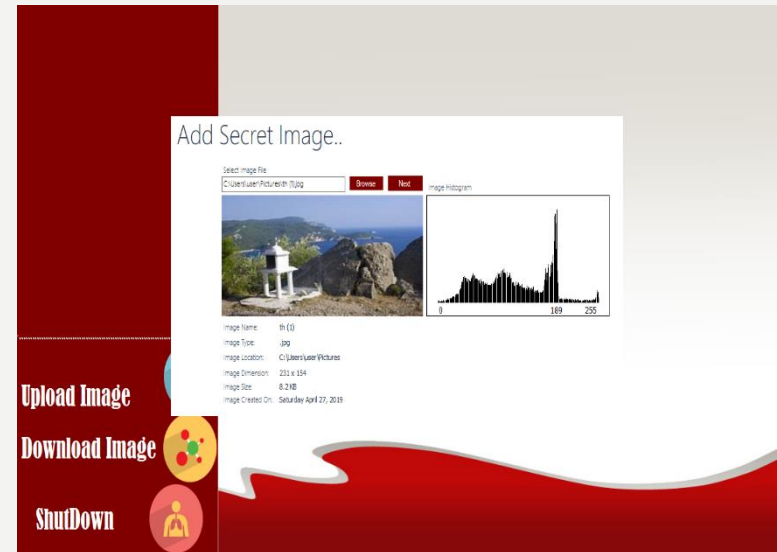 Add Secret Image..
Select Image File
C:\Users\user\Pictures\th (1).jpg
Browse
Next
Image Histogram
0
189
255
Image Name: th (1)
Image Type: .jpg
Image Location: C:\Users\user\Pictures
Image Dimension: 231 x 154
Image Size: 8.2 KB
Image Created On: Saturday April 27, 2019
Upload Image
Download Image
ShutDown